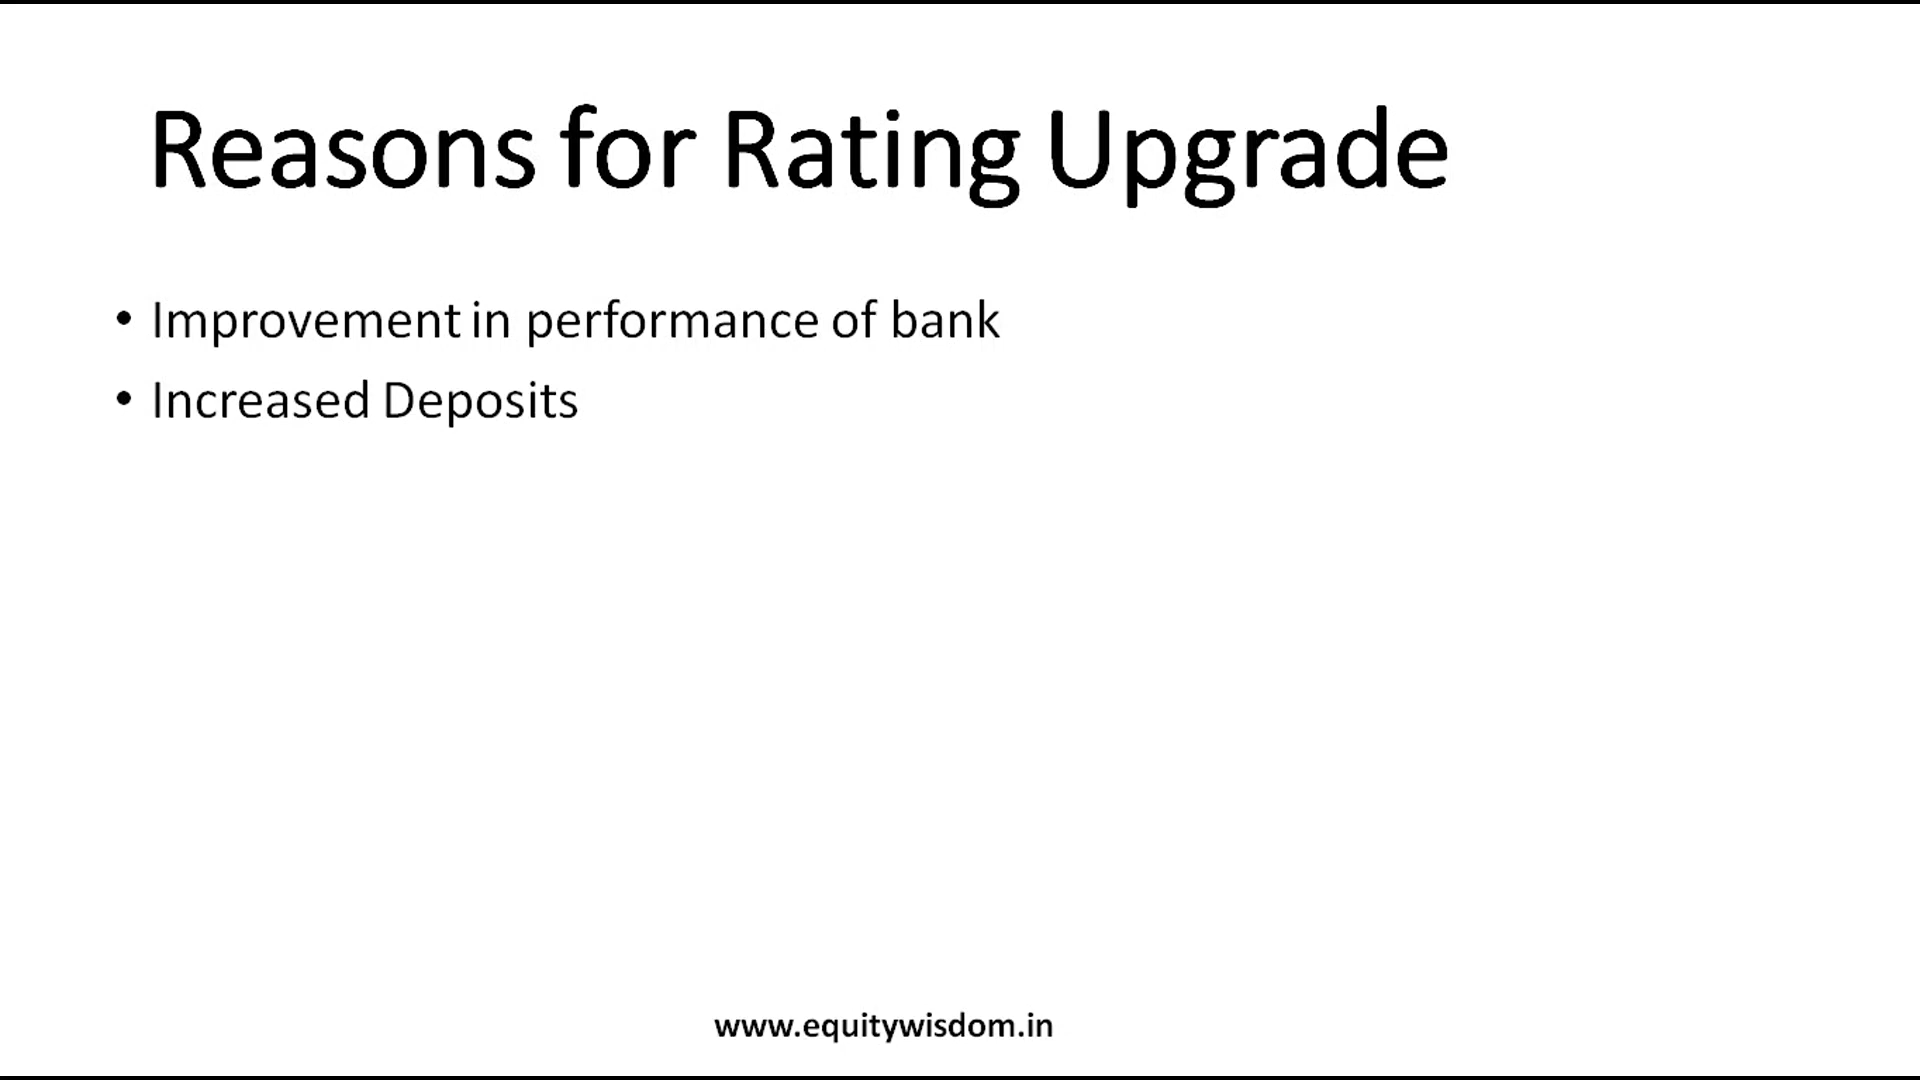 Reasons for Rating Upgrade
• Improvement in performance of bank
• Increased Deposits
www.equitywisdom.in